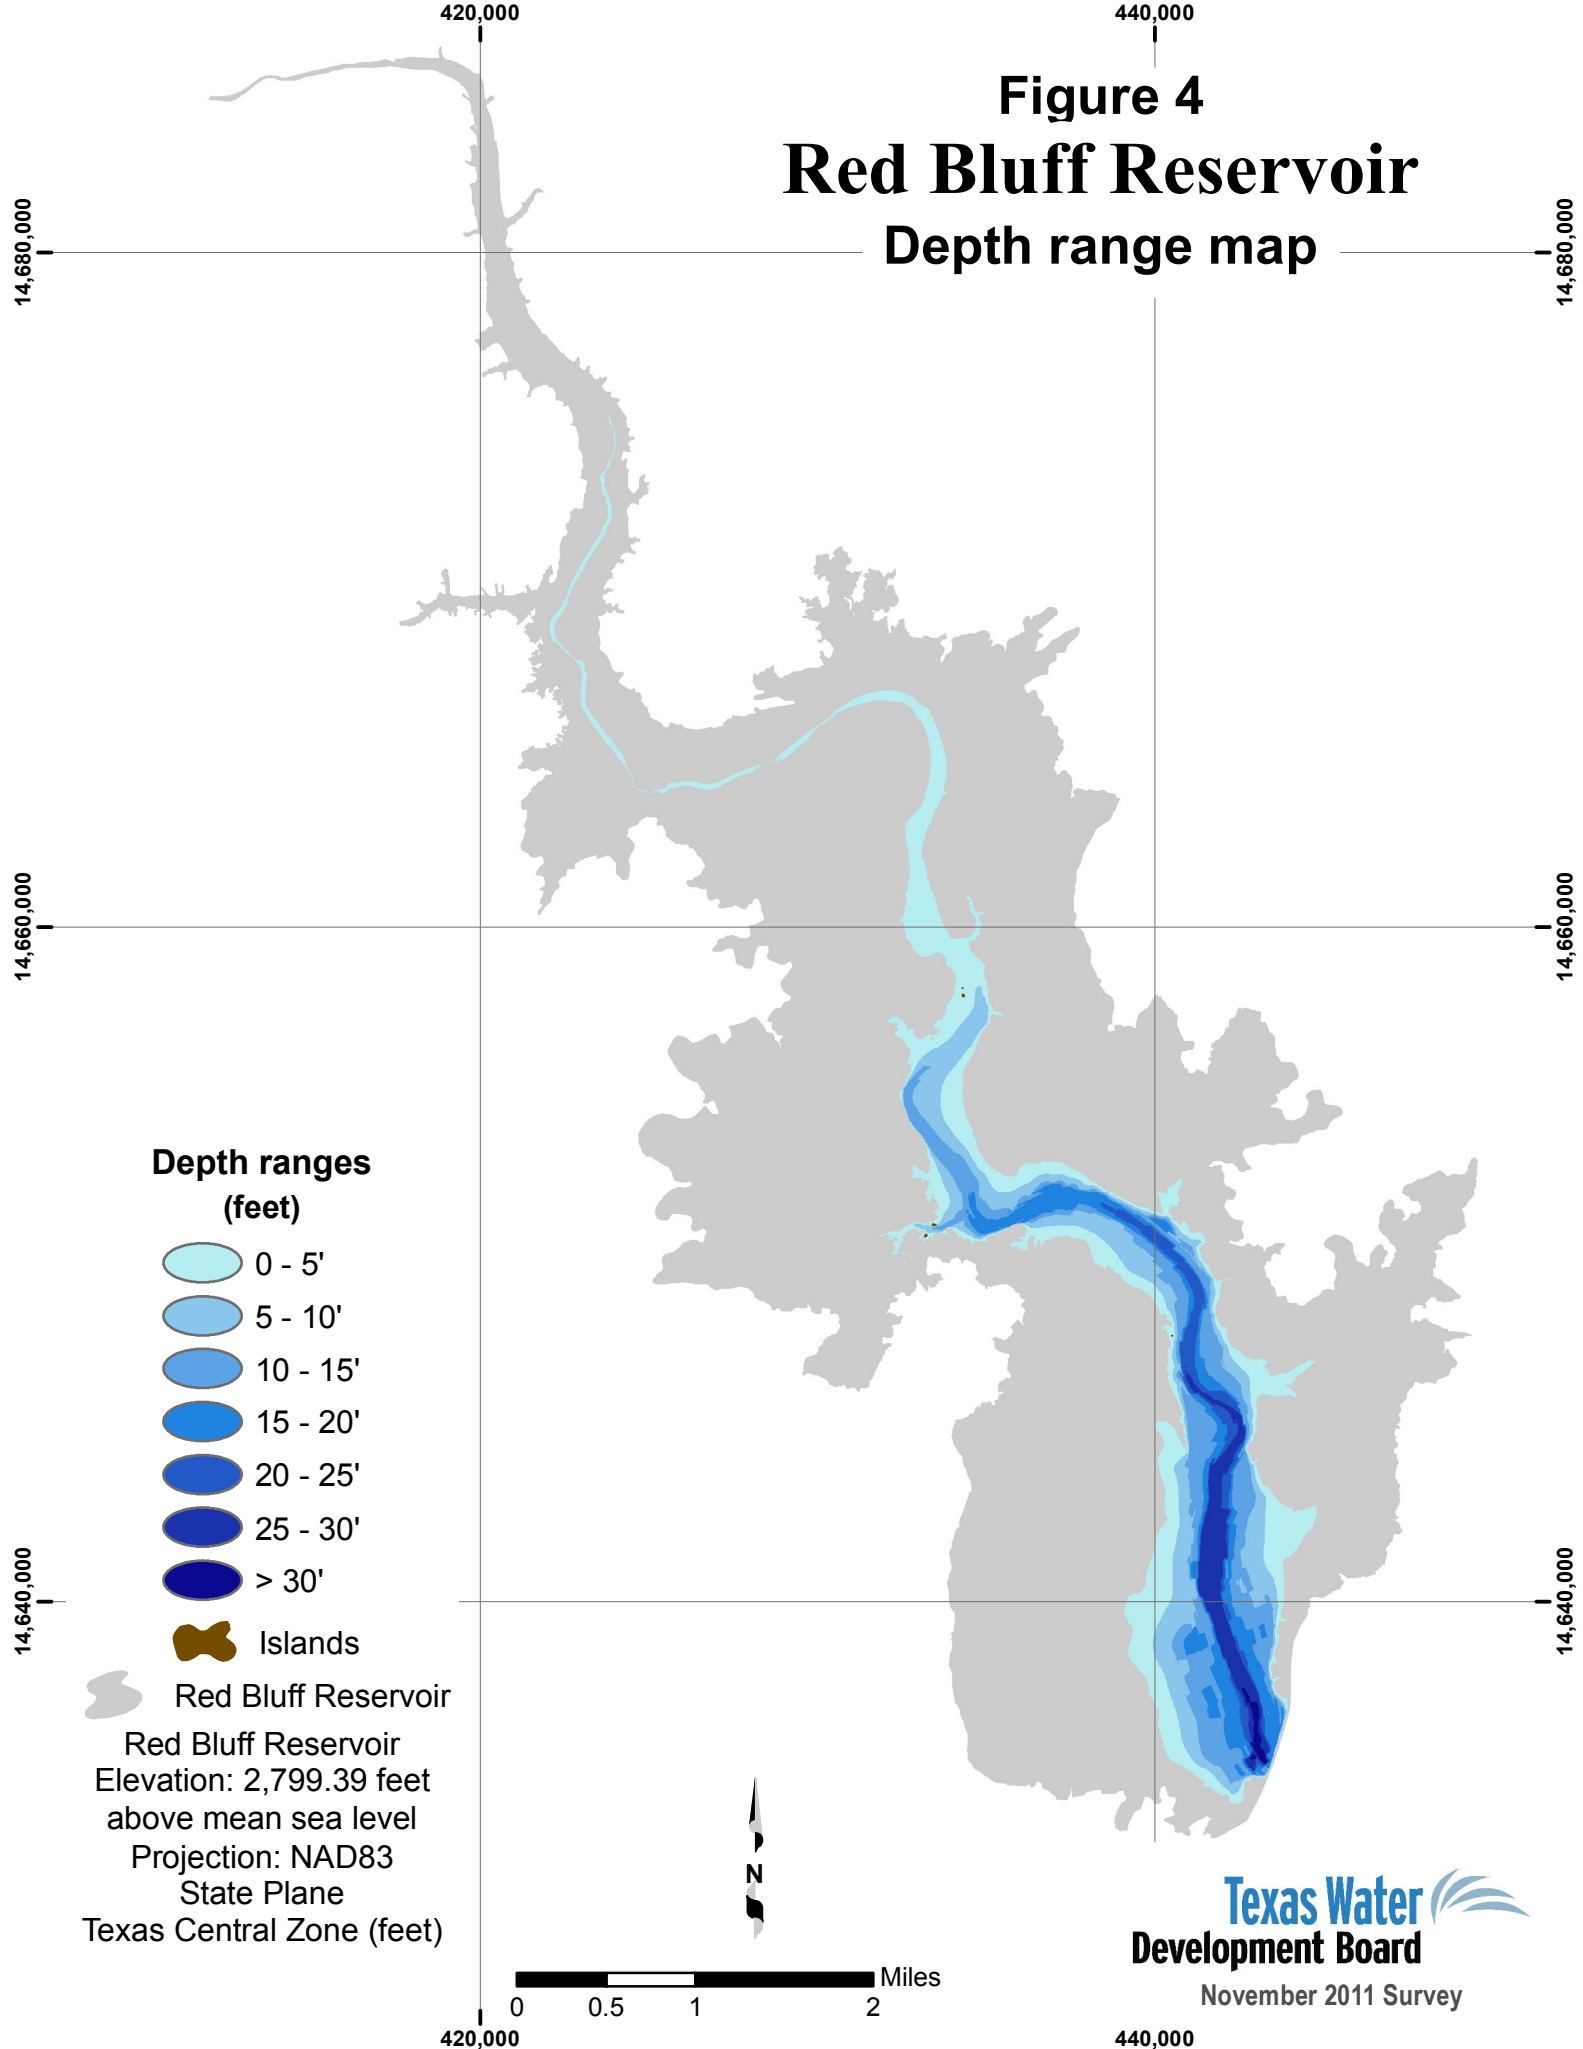 420,000
440,000
Figure 4
Red Bluff Reservoir
Depth range map
14,680,000
14,680,000
14,660,000
14,660,000
Depth ranges
(feet)
0 - 5'
5 - 10'
10 - 15'
15 - 20'
20 - 25'
25 - 30'
> 30'
Islands
Red Bluff Reservoir
14,640,000
14,640,000
Red Bluff Reservoir
Elevation: 2,799.39 feet
above mean sea level
Projection: NAD83
State Plane
Texas Central Zone (feet)
N
Miles
0 0.5 1 2
Texas Water
Development Board
November 2011 Survey
420,000
440,000